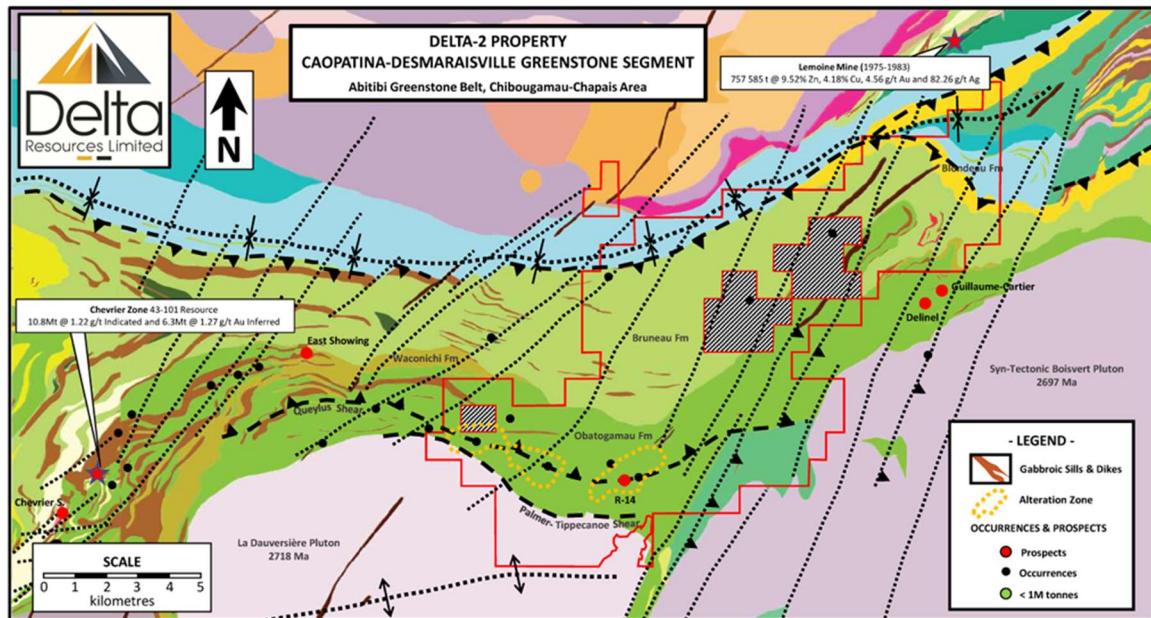 Delta
Resources Limited
N
DELTA-2 PROPERTY
CAOPATINA-DESMARAISVILLE GREENSTONE SEGMENT
Abitibi Greenstone Belt, Chibougamau-Chapais Area
Lemoine Mine (1975-1983)
757 585 t @ 9.52% Zn, 4.18% Cu, 4.56 g/t Au and 82.26 g/t Ag
Blondeau Fm
Guillaume-Cartier
Delinel
Chevrier Zone 43-101 Resource
10.8Mt @ 1.22 g/t Indicated and 6.3Mt @ 1.27 g/t Au Inferred
East Showing
Waconichi Fm
Bruneau Fm
Syn-Tectonic Boisvert Pluton
2697 Ma
Queylus Shear
Obatogamau Fm
R-14
Chevrier S.
Palmer-Tippecanoe Shear
La Dauversière Pluton
2718 Ma
SCALE
0 1 2 3 4 5
kilometres
- LEGEND -
Gabbroic Sills & Dikes
Alteration Zone
OCCURRENCES & PROSPECTS
Prospects
Occurrences
< 1M tonnes